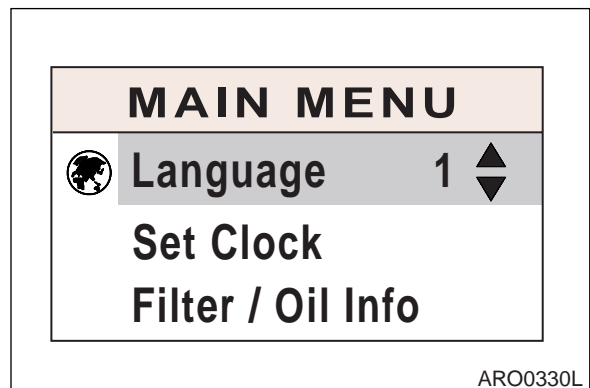 MAIN MENU
Language 1
Set Clock
Filter / Oil Info
ARO0330L